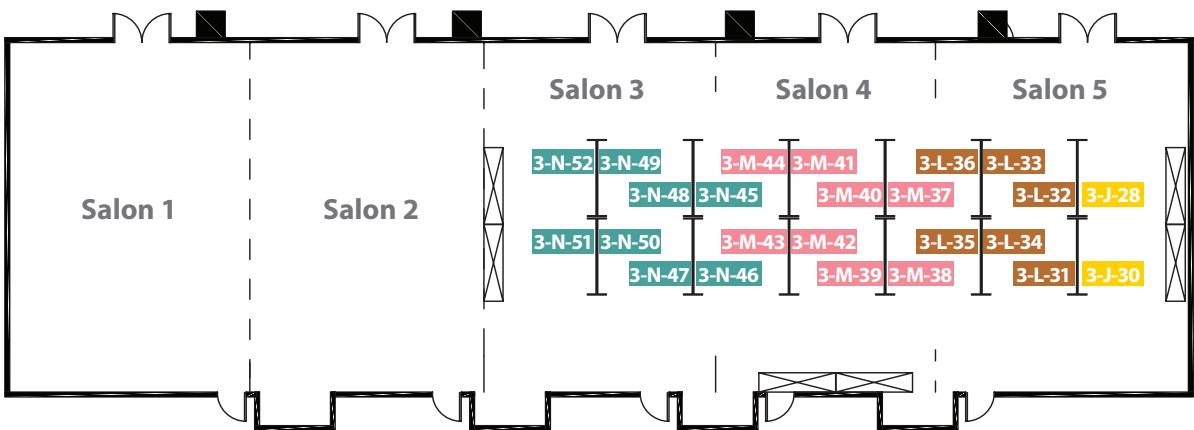 Salon 3 Salon 4 Salon 5
3-N-52 3-N-49 3-M-44 3-M-41 3-L-36 3-L-33
3-N-48 3-N-45 3-M-40 3-M-37 3-L-32 3-J-28
Salon 1 Salon 2
3-N-51 3-N-50 3-M-43 3-M-42 3-L-35 3-L-34
3-N-47 3-N-46 3-M-39 3-M-38 3-L-31 3-J-30